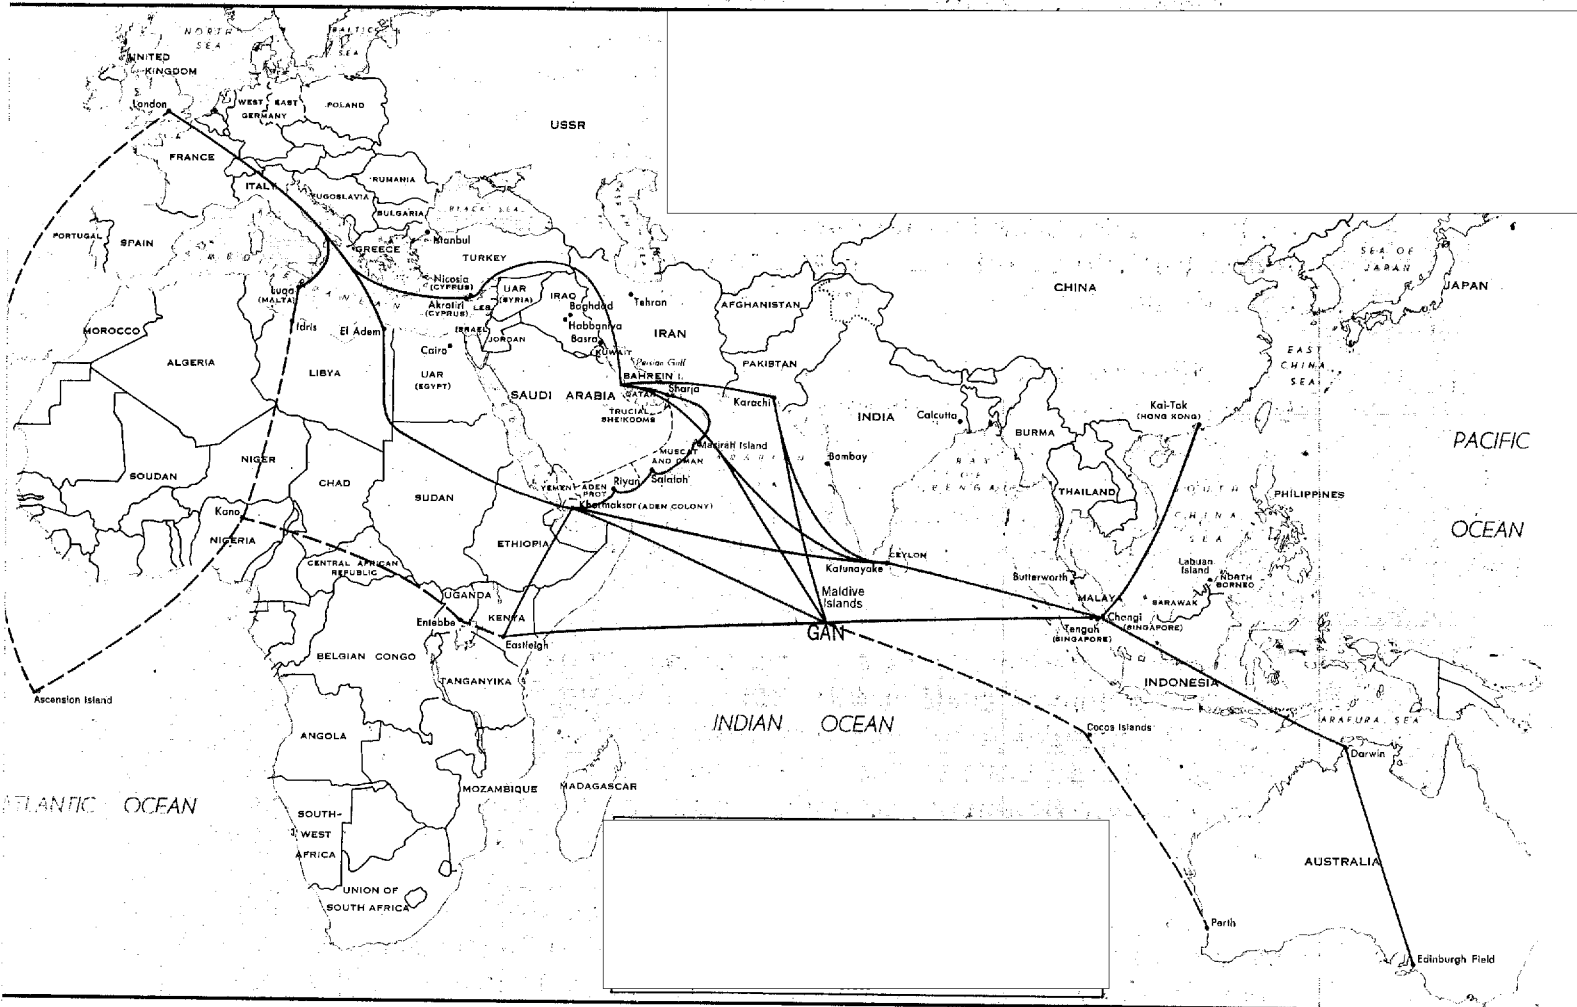 NORTH
SEA
BALTIC
SEA
UNITED
KINGDOM
London
WEST EAST
GERMANY
POLAND
USSR
FRANCE
RUMANIA
ITALY
YUGOSLAVIA
BULGARIA
BLACK SEA
PORTUGAL
SPAIN
GREECE
Istanbul
TURKEY
SEA OF
JAPAN
JAPAN
CHINA
Luqa
(MALTA)
Nicosia
(CYPRUS)
Akrotiri
(CYPRUS)
LEB.
UAR
(SYRIA)
IRAQ
Baghdad
Habbaniya
Basra
Tehran
AFGHANISTAN
MOROCCO
Idris
El Adem
ISRAEL
JORDAN
KUWAIT
IRAN
Cairo
Persian Gulf
PAKISTAN
EAST
CHINA
SEA
ALGERIA
LIBYA
UAR
(EGYPT)
SAUDI ARABIA
BAHREIN I.
QATAR
Sharja
TRUCIAL
SHEIKDOMS
Karachi
INDIA
Calcutta
Kai-Tak
(HONG KONG)
BURMA
PACIFIC
OCEAN
Masirah Island
MUSCAT
AND OMAN
ARABIAN
Bombay
BAY
OF
BENGAL
SOUDAN
NIGER
CHAD
SUDAN
YEMEN
ADEN
PROT.
Riyan
Salalah
THAILAND
SOUTH
CHINA
SEA
PHILIPPINES
Kano
NIGERIA
Khormaksar (ADEN COLONY)
ETHIOPIA
CENTRAL AFRICAN
REPUBLIC
CEYLON
Katunayake
Maldive
Islands
GAN
Butterworth
MALAYA
Labuan
Island
NORTH
BORNEO
SARAWAK
UGANDA
Entebbe
KENYA
Eastleigh
Changi
(SINGAPORE)
Tengah
(SINGAPORE)
BELGIAN CONGO
TANGANYIKA
INDONESIA
Ascension Island
ANGOLA
INDIAN OCEAN
Cocos Islands
ARAFURA SEA
Darwin
ATLANTIC OCEAN
MOZAMBIQUE
MADAGASCAR
SOUTH-
WEST
AFRICA
AUSTRALIA
UNION OF
SOUTH AFRICA
Perth
Edinburgh Field